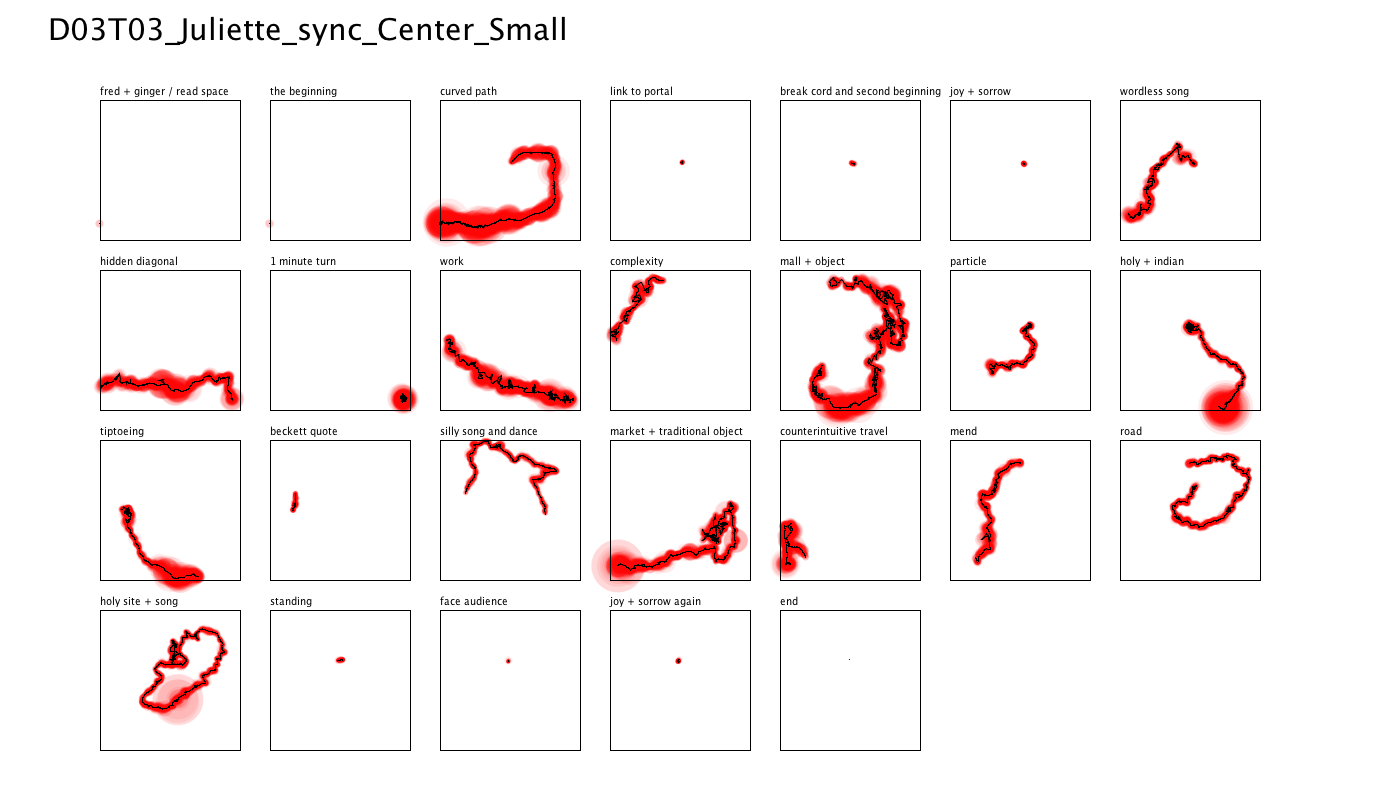 D03T03_Juliette_sync_Center_Small
fred + ginger / read space
the beginning
curved path
link to portal
break cord and second beginning
joy + sorrow
wordless song
hidden diagonal
1 minute turn
work
complexity
mall + object
particle
holy + indian
tiptoeing
beckett quote
silly song and dance
market + traditional object
counterintuitive travel
mend
road
holy site + song
standing
face audience
joy + sorrow again
end